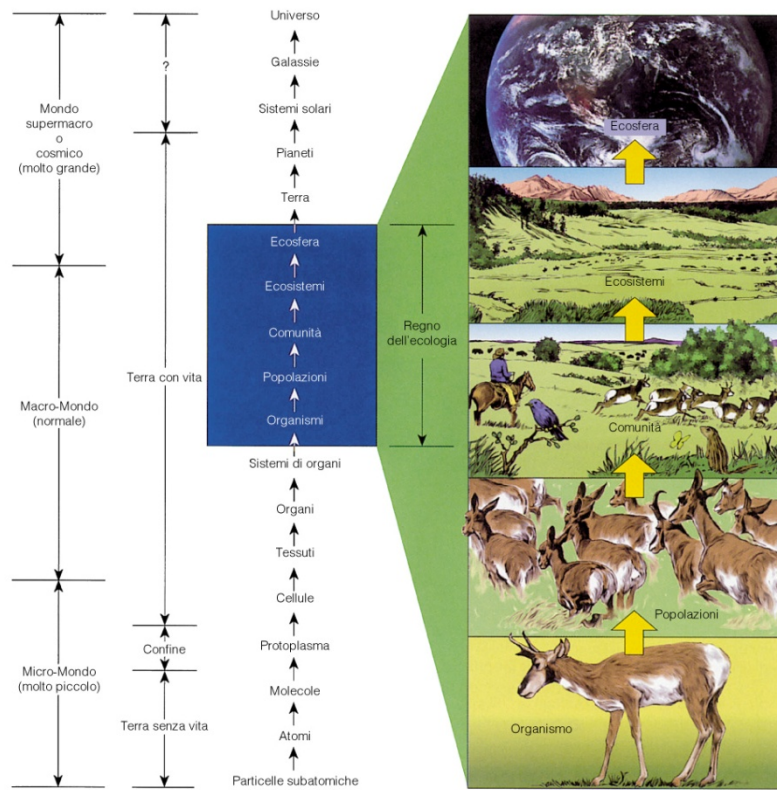 Mondo
supermacro
o
cosmico
(molto grande)
Macro-Mondo
(normale)
Micro-Mondo
(molto piccolo)
?
Terra con vita
Confine
Terra senza vita
Universo
Galassie
Sistemi solari
Pianeti
Terra
Ecosfera
Ecosistemi
Comunità
Popolazioni
Organismi
Sistemi di organi
Organi
Tessuti
Cellule
Protoplasma
Molecole
Atomi
Particelle subatomiche
Regno
dell'ecologia
Ecosfera
Ecosistemi
Comunità
Popolazioni
Organismo